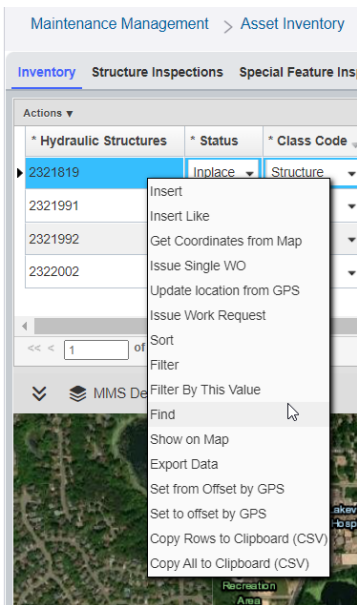 Maintenance Management > Asset Inventory
Inventory Structure Inspections Special Feature Ins
Actions ▼
* Hydraulic Structures * Status * Class Code
2321819 Inplace Structure
2321991
2321992
2322002
Insert
Insert Like
Get Coordinates from Map
Issue Single WO
Update location from GPS
Issue Work Request
Sort
Filter
Filter By This Value
Find
Show on Map
Export Data
Set from Offset by GPS
Set to offset by GPS
Copy Rows to Clipboard (CSV)
Copy All to Clipboard (CSV)
<< < 1 of
MMS De
akev
Hosp
Recreation
Area